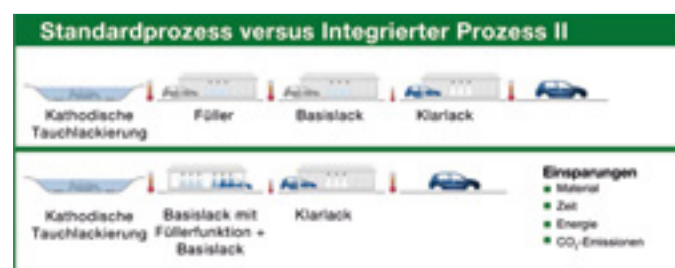 Standardprozess versus Integrierter Prozess II
Kathodische
Tauchlackierung
Füller
Basislack
Klarlack
Kathodische
Tauchlackierung
Basislack mit
Füllerfunktion +
Basislack
Klarlack
Einsparungen
Material
Zeit
Energie
CO₂-Emissionen